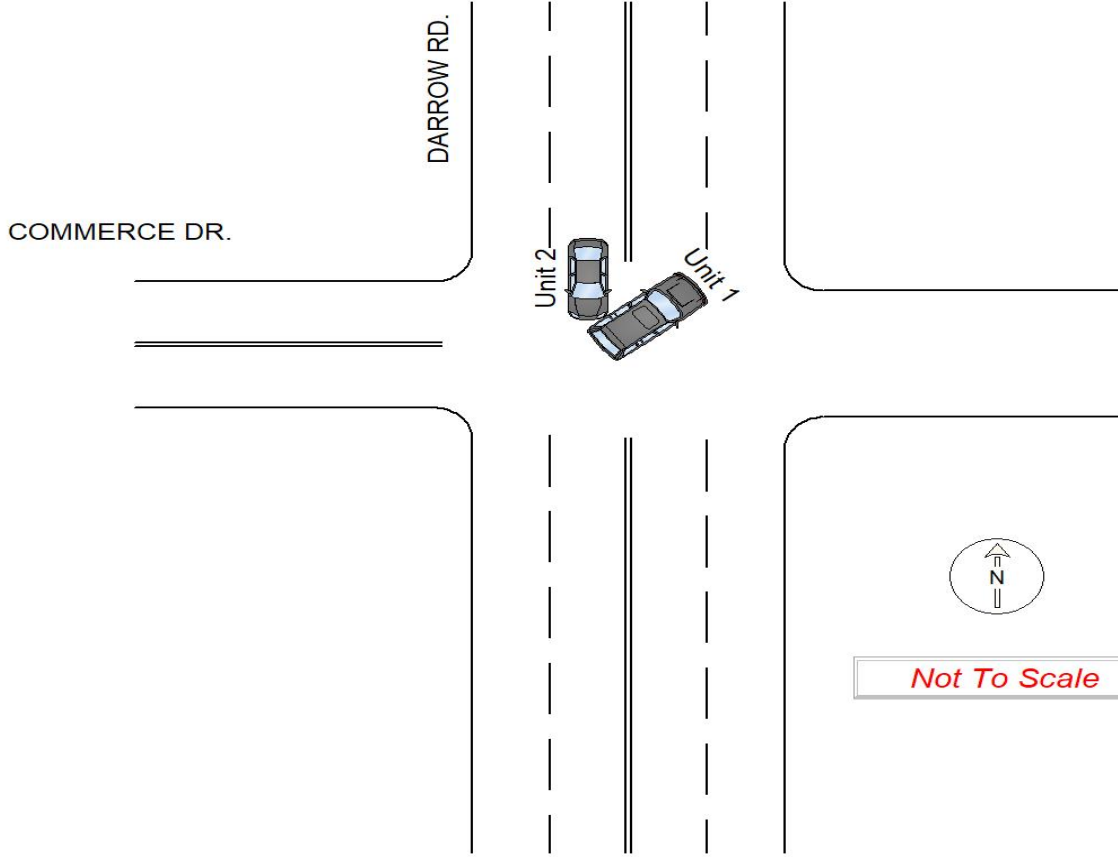 DARROW RD.
COMMERCE DR.
Unit 2
Unit 1
N
Not To Scale